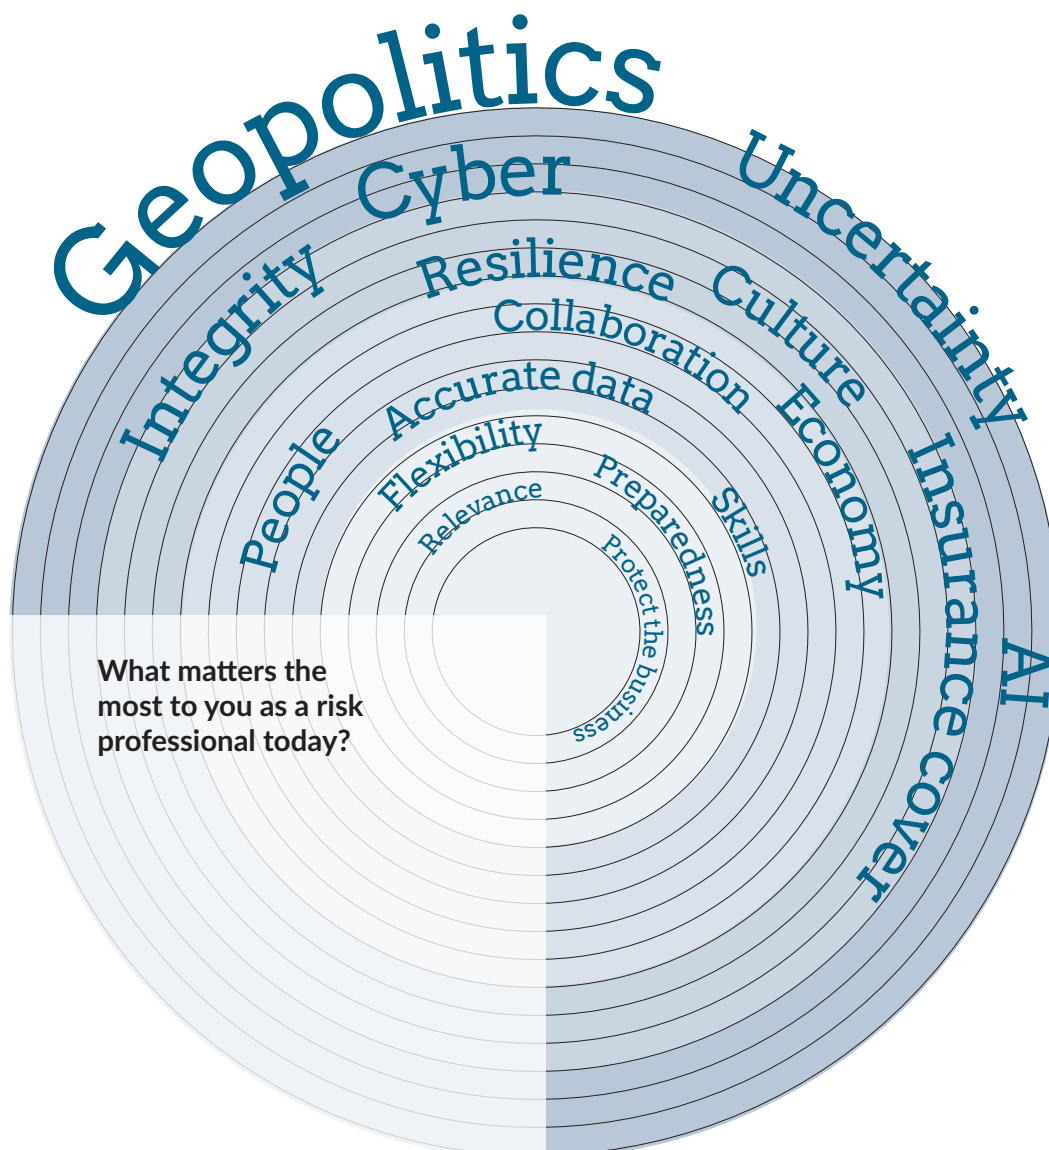 Geopolitics
Uncertainty
Cyber
Integrity
Resilience
Culture
Collaboration
Economy
Accurate data
People
Insurance cover
Flexibility
Preparedness
Skills
Relevance
Protect the business
AI
What matters the
most to you as a risk
professional today?